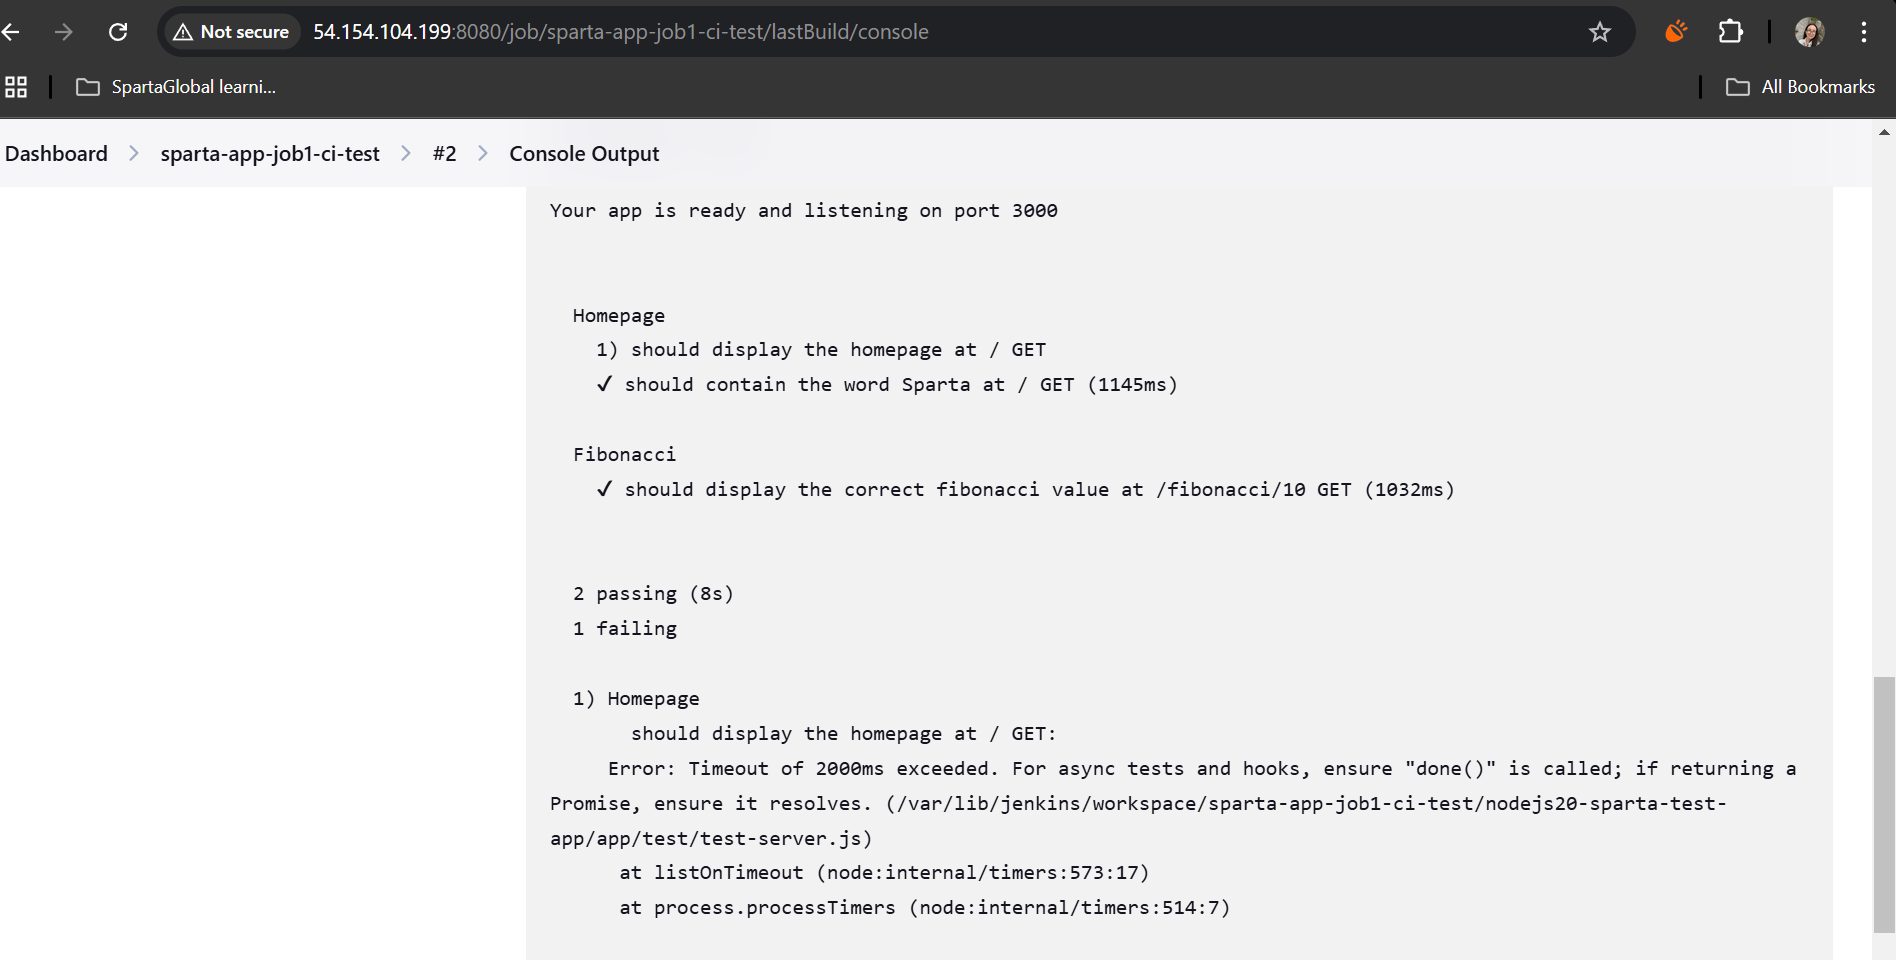 Not secure 54.154.104.199:8080/job/sparta-app-job1-ci-test/lastBuild/console
SpartaGlobal learni...
All Bookmarks
Dashboard > sparta-app-job1-ci-test > #2 > Console Output
Your app is ready and listening on port 3000
Homepage
1) should display the homepage at / GET
✓ should contain the word Sparta at / GET (1145ms)
Fibonacci
✓ should display the correct fibonacci value at /fibonacci/10 GET (1032ms)
2 passing (8s)
1 failing
1) Homepage
should display the homepage at / GET:
Error: Timeout of 2000ms exceeded. For async tests and hooks, ensure "done()" is called; if returning a
Promise, ensure it resolves. (/var/lib/jenkins/workspace/sparta-app-job1-ci-test/nodejs20-sparta-test-
app/app/test/test-server.js)
at listOnTimeout (node:internal/timers:573:17)
at process.processTimers (node:internal/timers:514:7)